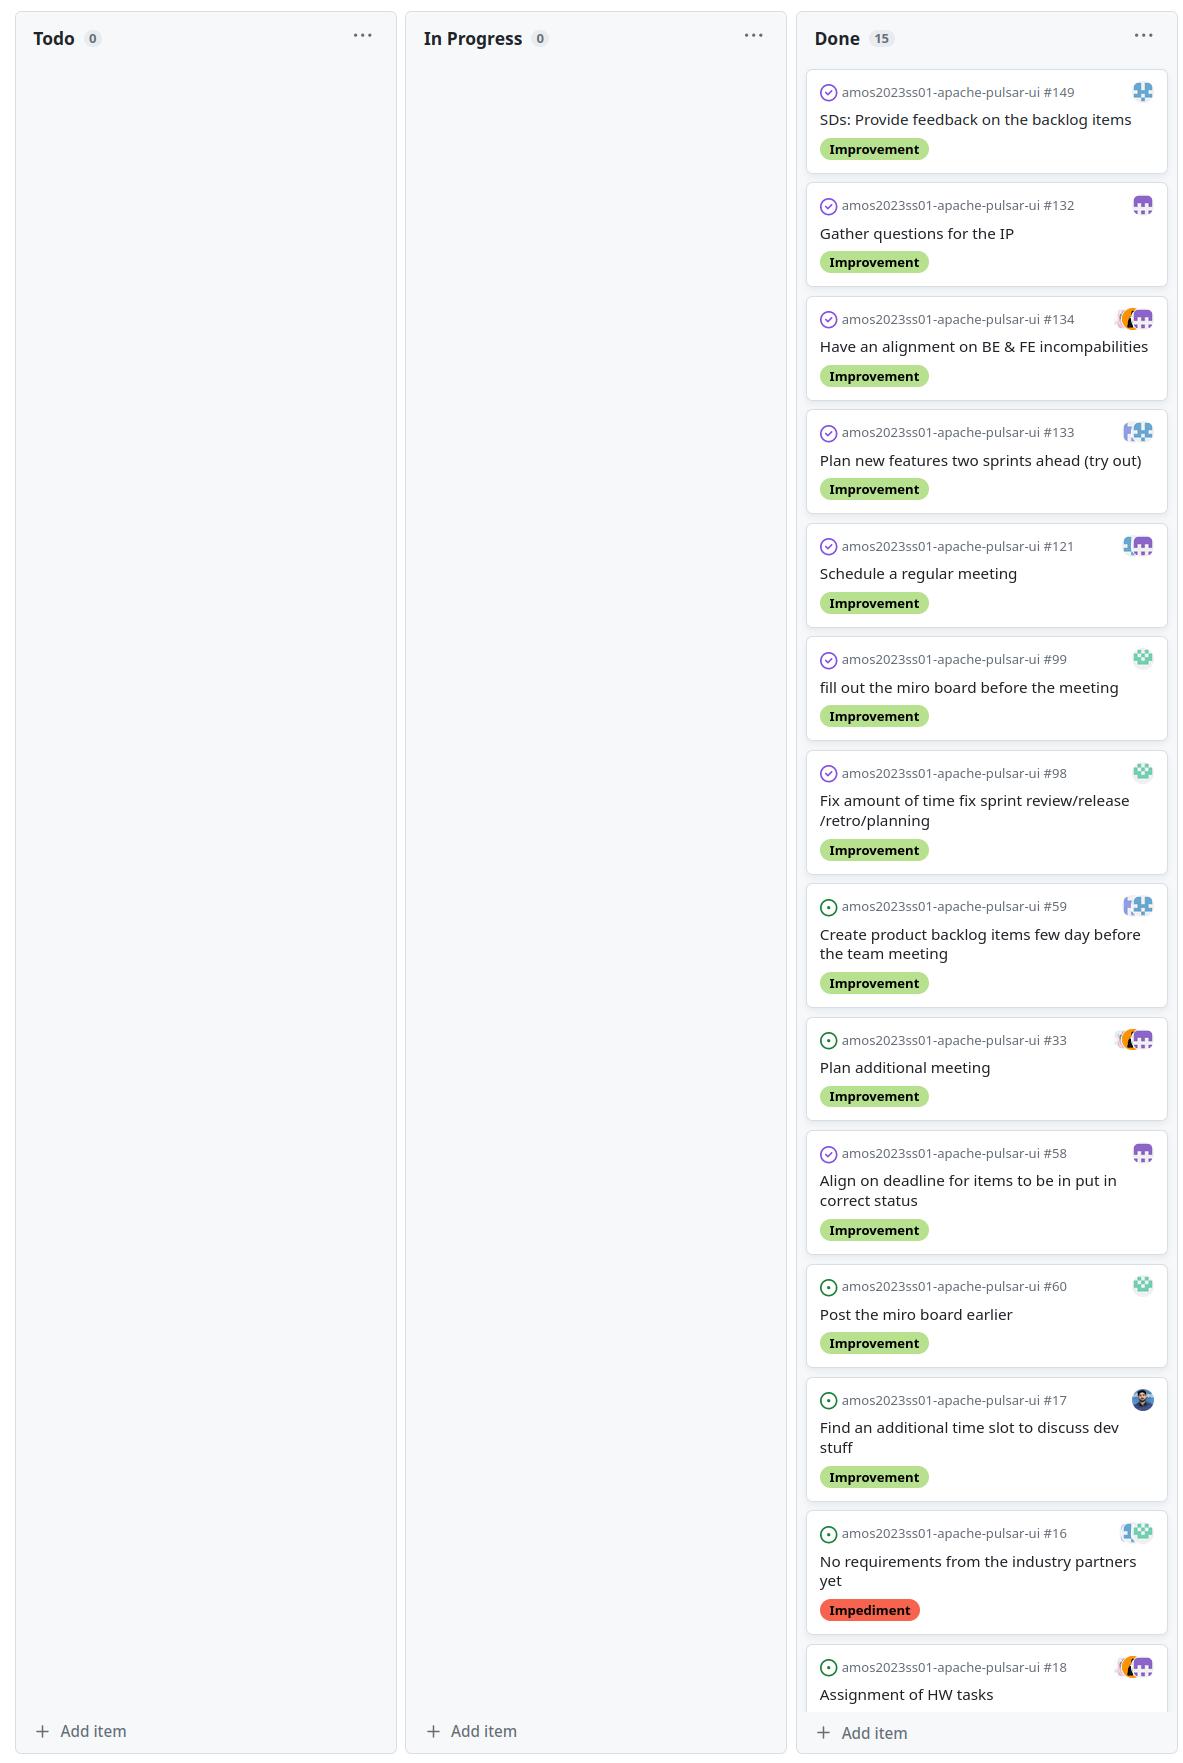 Todo 0
In Progress 0
Done 15
amos2023ss01-apache-pulsar-ui #149
SDs: Provide feedback on the backlog items
Improvement
amos2023ss01-apache-pulsar-ui #132
Gather questions for the IP
Improvement
amos2023ss01-apache-pulsar-ui #134
Have an alignment on BE & FE incompabilities
Improvement
amos2023ss01-apache-pulsar-ui #133
Plan new features two sprints ahead (try out)
Improvement
amos2023ss01-apache-pulsar-ui #121
Schedule a regular meeting
Improvement
amos2023ss01-apache-pulsar-ui #99
fill out the miro board before the meeting
Improvement
amos2023ss01-apache-pulsar-ui #98
Fix amount of time fix sprint review/release
/retro/planning
Improvement
amos2023ss01-apache-pulsar-ui #59
Create product backlog items few day before
the team meeting
Improvement
amos2023ss01-apache-pulsar-ui #33
Plan additional meeting
Improvement
amos2023ss01-apache-pulsar-ui #58
Align on deadline for items to be in put in
correct status
Improvement
amos2023ss01-apache-pulsar-ui #60
Post the miro board earlier
Improvement
amos2023ss01-apache-pulsar-ui #17
Find an additional time slot to discuss dev
stuff
Improvement
amos2023ss01-apache-pulsar-ui #16
No requirements from the industry partners
yet
Impediment
amos2023ss01-apache-pulsar-ui #18
Assignment of HW tasks
Add item
Add item
Add item